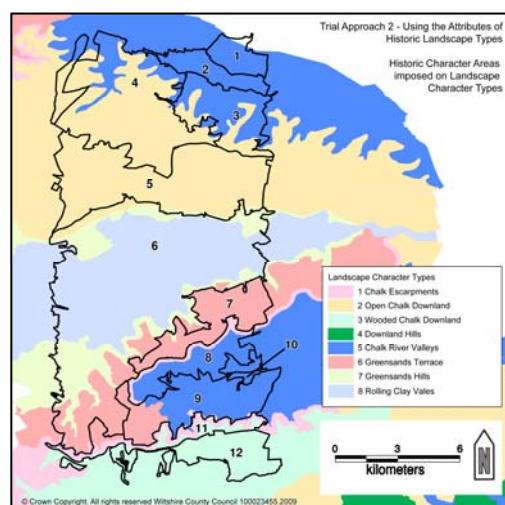 Trial Approach 2 - Using the Attributes of
Historic Landscape Types
Historic Character Areas
imposed on Landscape
Character Types
1
2
4
3
5
6
7
8
10
9
11
12
Landscape Character Types
1 Chalk Escarpments
2 Open Chalk Downland
3 Wooded Chalk Downland
4 Downland Hills
5 Chalk River Valleys
6 Greensands Terrace
7 Greensands Hills
8 Rolling Clay Vales
0 3 6
kilometers
N
© Crown Copyright. All rights reserved Wiltshire County Council 100023455.2009